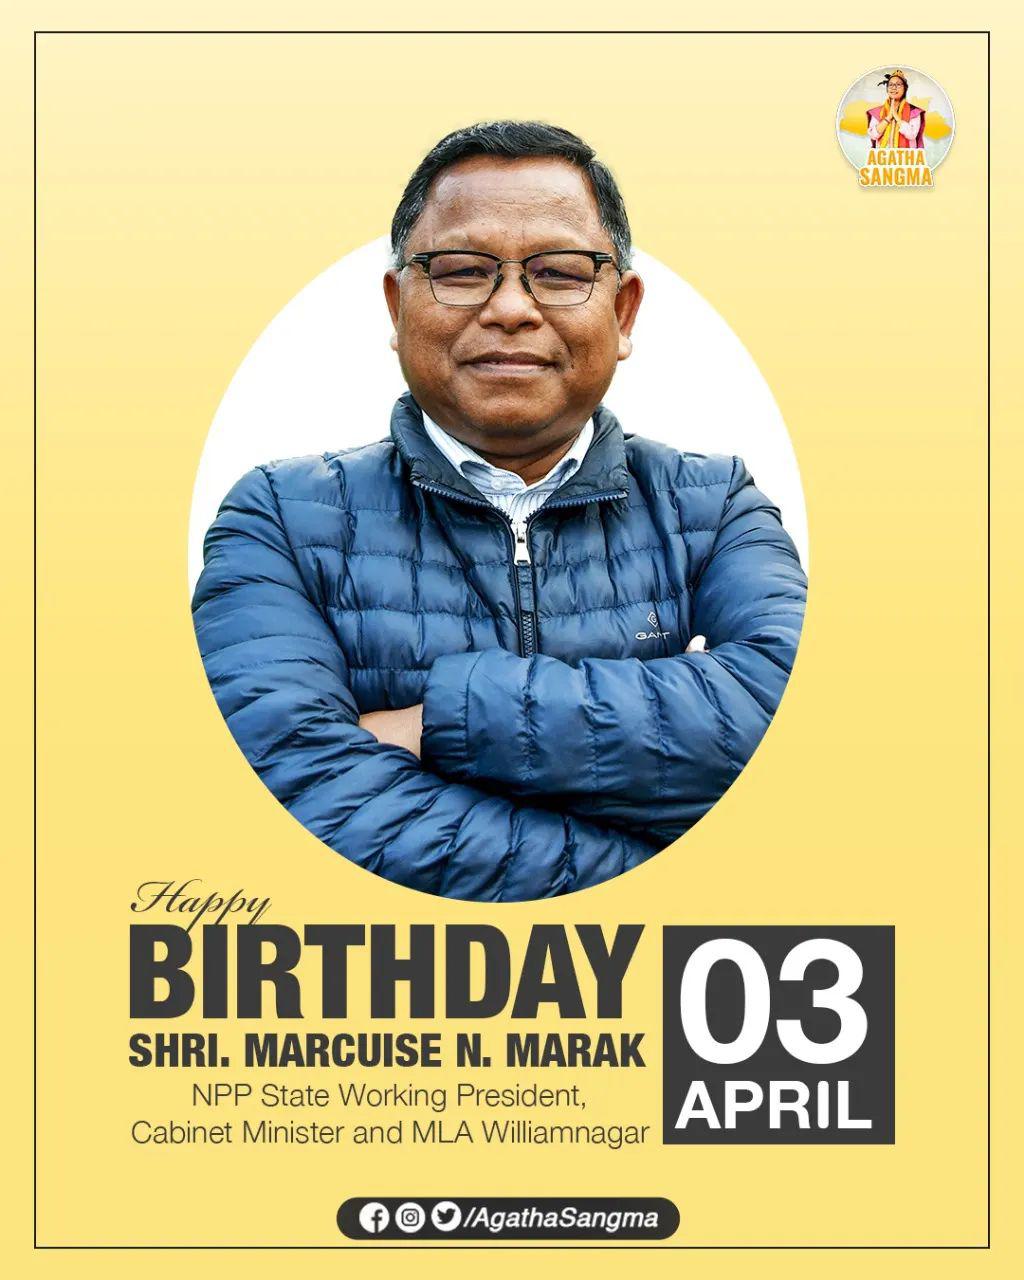 AGATHA
SANGMA
GANT
Happy
BIRTHDAY
SHRI. MARCUISE N. MARAK
NPP State Working President,
Cabinet Minister and MLA Williamnagar
03
APRIL
/AgathaSangma